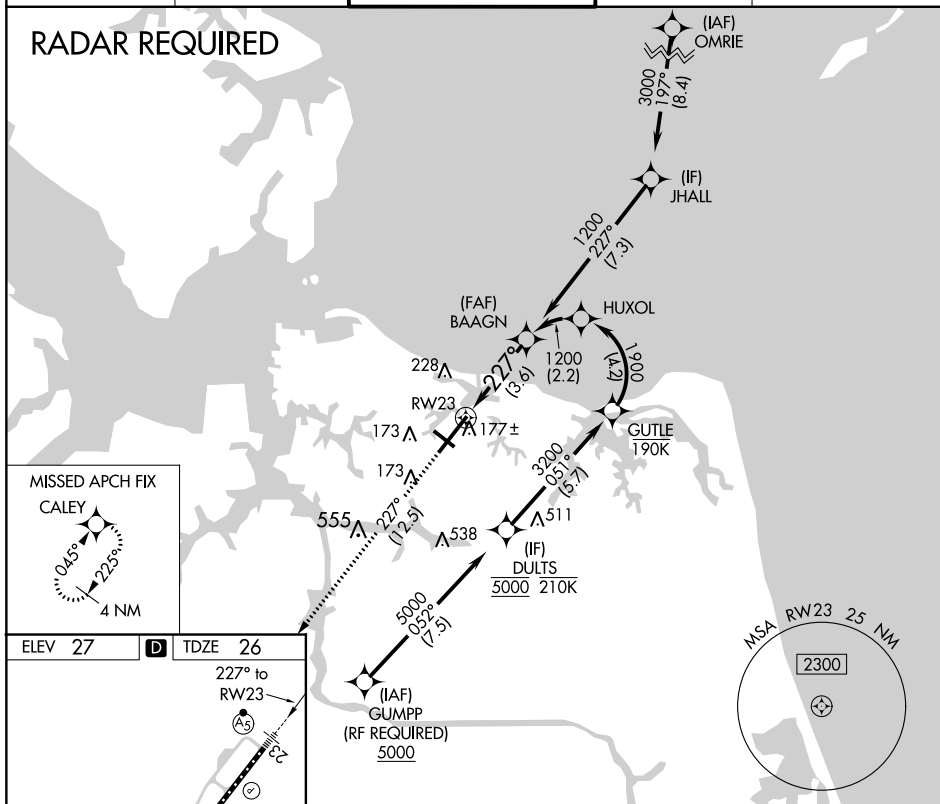 RADAR REQUIRED
(IAF)
OMRIE
3000
197°
(8.4)
(IF)
JHALL
1200
227°
(7.3)
(FAF)
BAAGN
HUXOL
1200
(2.2)
1900
(4.2)
227°
(3.6)
228
RW23
173
177±
173
GUTLE
190K
3200
051°
(5.7)
MISSED APCH FIX
CALEY
045°
225°
4 NM
555
227°
(12.5)
538
511
(IF)
DULTS
5000 210K
5000
052°
(7.5)
(IAF)
GUMPP
(RF REQUIRED)
5000
MSA RW23 25 NM
2300
ELEV 27 D TDZE 26
227° to
RW23
A5
23
P